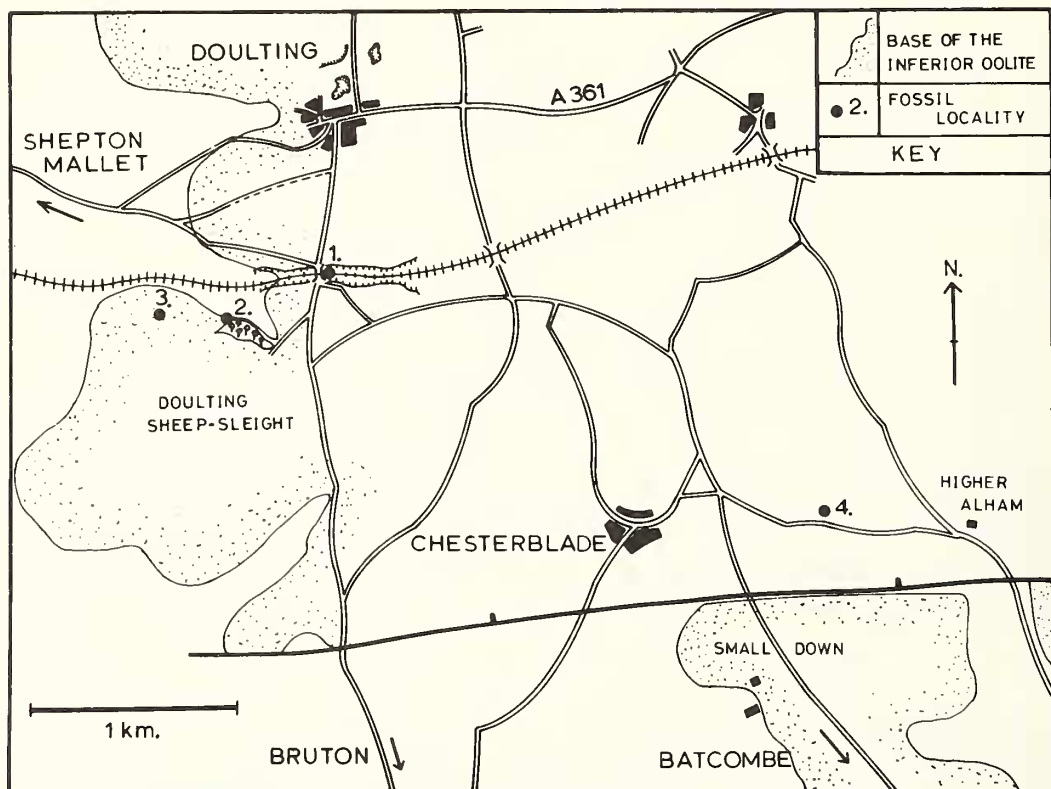 DOULTING
A 361
SHEPTON
MALLET
BASE OF THE
INFERIOR OOLITE
2.
FOSSIL
LOCALITY
KEY
1.
N.
3.
2.
DOULTING
SHEEP-SLEIGHT
HIGHER
ALHAM
4.
CHESTERBLADE
SMALL DOWN
1 km.
BRUTON
BATCOMBE